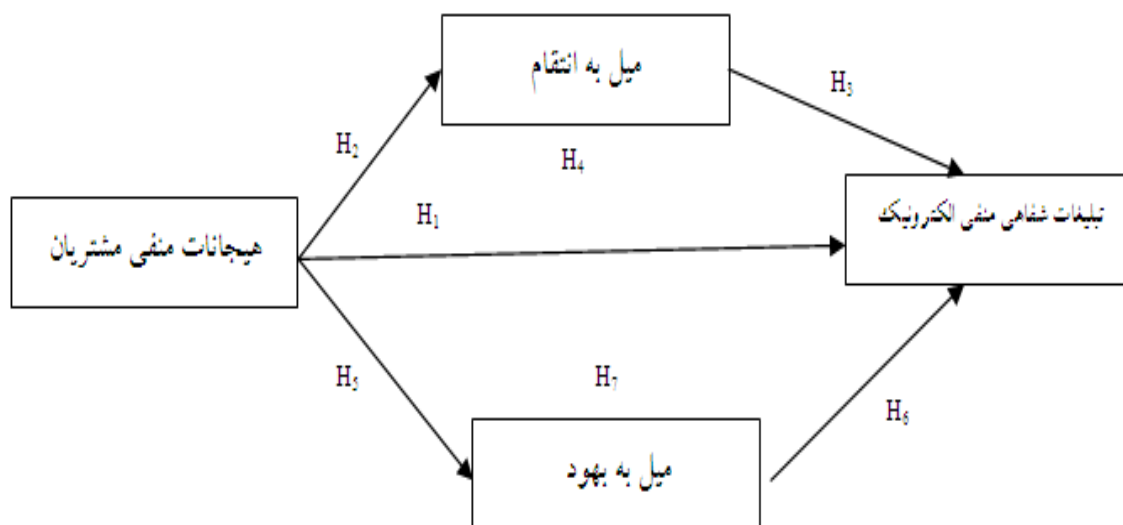 میل به انتقام
H3
H2
H4
تبلیغات شفاهی منفی الکترونیک
H1
هیجانات منفی مشتریان
H5
H7
H6
میل به بهود